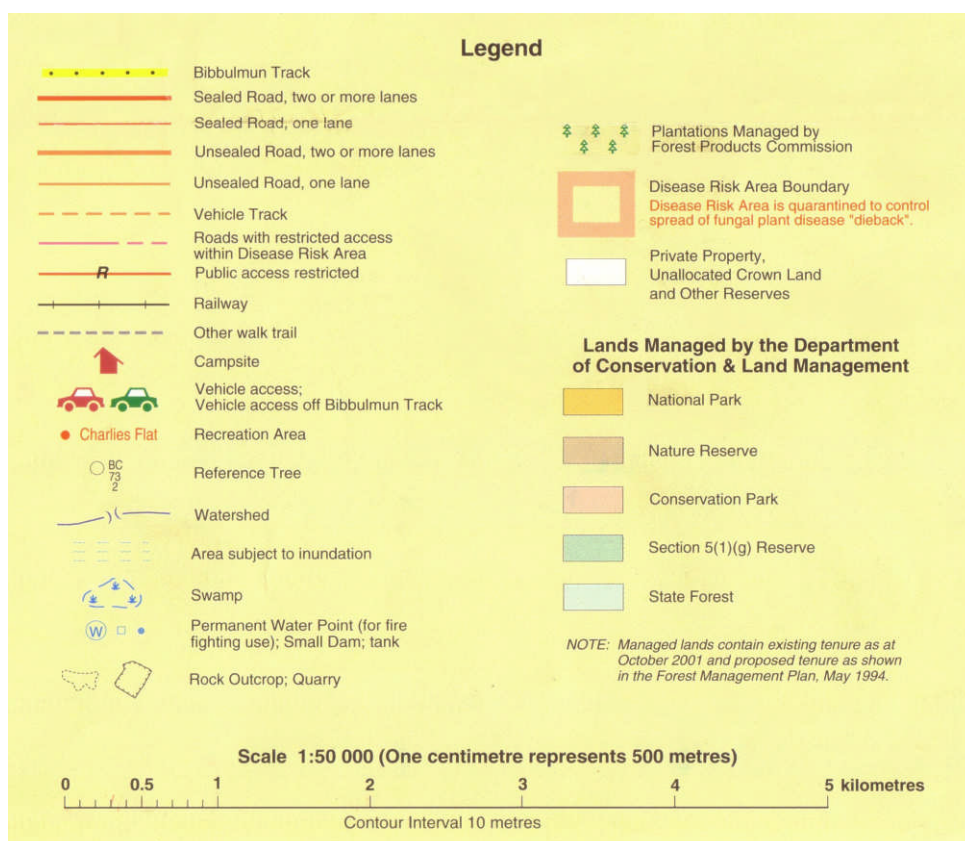 Legend
Bibbulmun Track
Sealed Road, two or more lanes
Sealed Road, one lane
Unsealed Road, two or more lanes
Unsealed Road, one lane
Vehicle Track
Roads with restricted access
within Disease Risk Area
R
Public access restricted
Railway
Other walk trail
Campsite
Vehicle access;
Vehicle access off Bibbulmun Track
Charlies Flat
Recreation Area
BC
73
2
Reference Tree
Watershed
Area subject to inundation
Swamp
W
Permanent Water Point (for fire
fighting use); Small Dam; tank
Rock Outcrop; Quarry
Plantations Managed by
Forest Products Commission
Disease Risk Area Boundary
Disease Risk Area is quarantined to control
spread of fungal plant disease "dieback".
Private Property,
Unallocated Crown Land
and Other Reserves
Lands Managed by the Department
of Conservation & Land Management
National Park
Nature Reserve
Conservation Park
Section 5(1)(g) Reserve
State Forest
NOTE: Managed lands contain existing tenure as at
October 2001 and proposed tenure as shown
in the Forest Management Plan, May 1994.
Scale 1:50 000 (One centimetre represents 500 metres)
0 0.5 1 2 3 4 5 kilometres
Contour Interval 10 metres